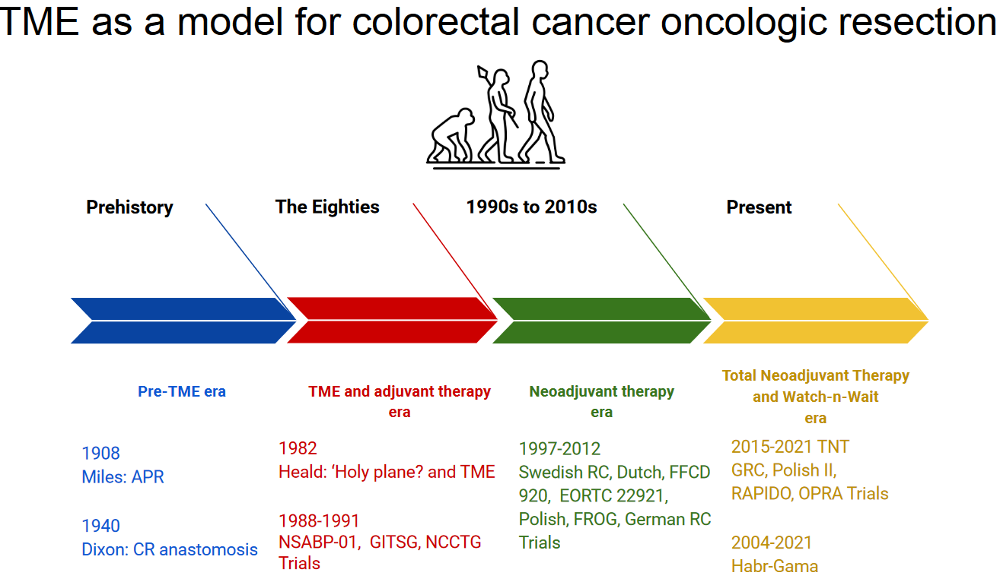 TME as a model for colorectal cancer oncologic resection
Prehistory
The Eighties
1990s to 2010s
Present
Pre-TME era
1908
Miles: APR
1940
Dixon: CR anastomosis
TME and adjuvant therapy
era
1982
Heald: ‘Holy plane? and TME
1988-1991
NSABP-01, GITSG, NCCTG
Trials
Neoadjuvant therapy
era
1997-2012
Swedish RC, Dutch, FFCD
920, EORTC 22921,
Polish, FROG, German RC
Trials
Total Neoadjuvant Therapy
and Watch-n-Wait
era
2015-2021 TNT
GRC, Polish II,
RAPIDO, OPRA Trials
2004-2021
Habr-Gama